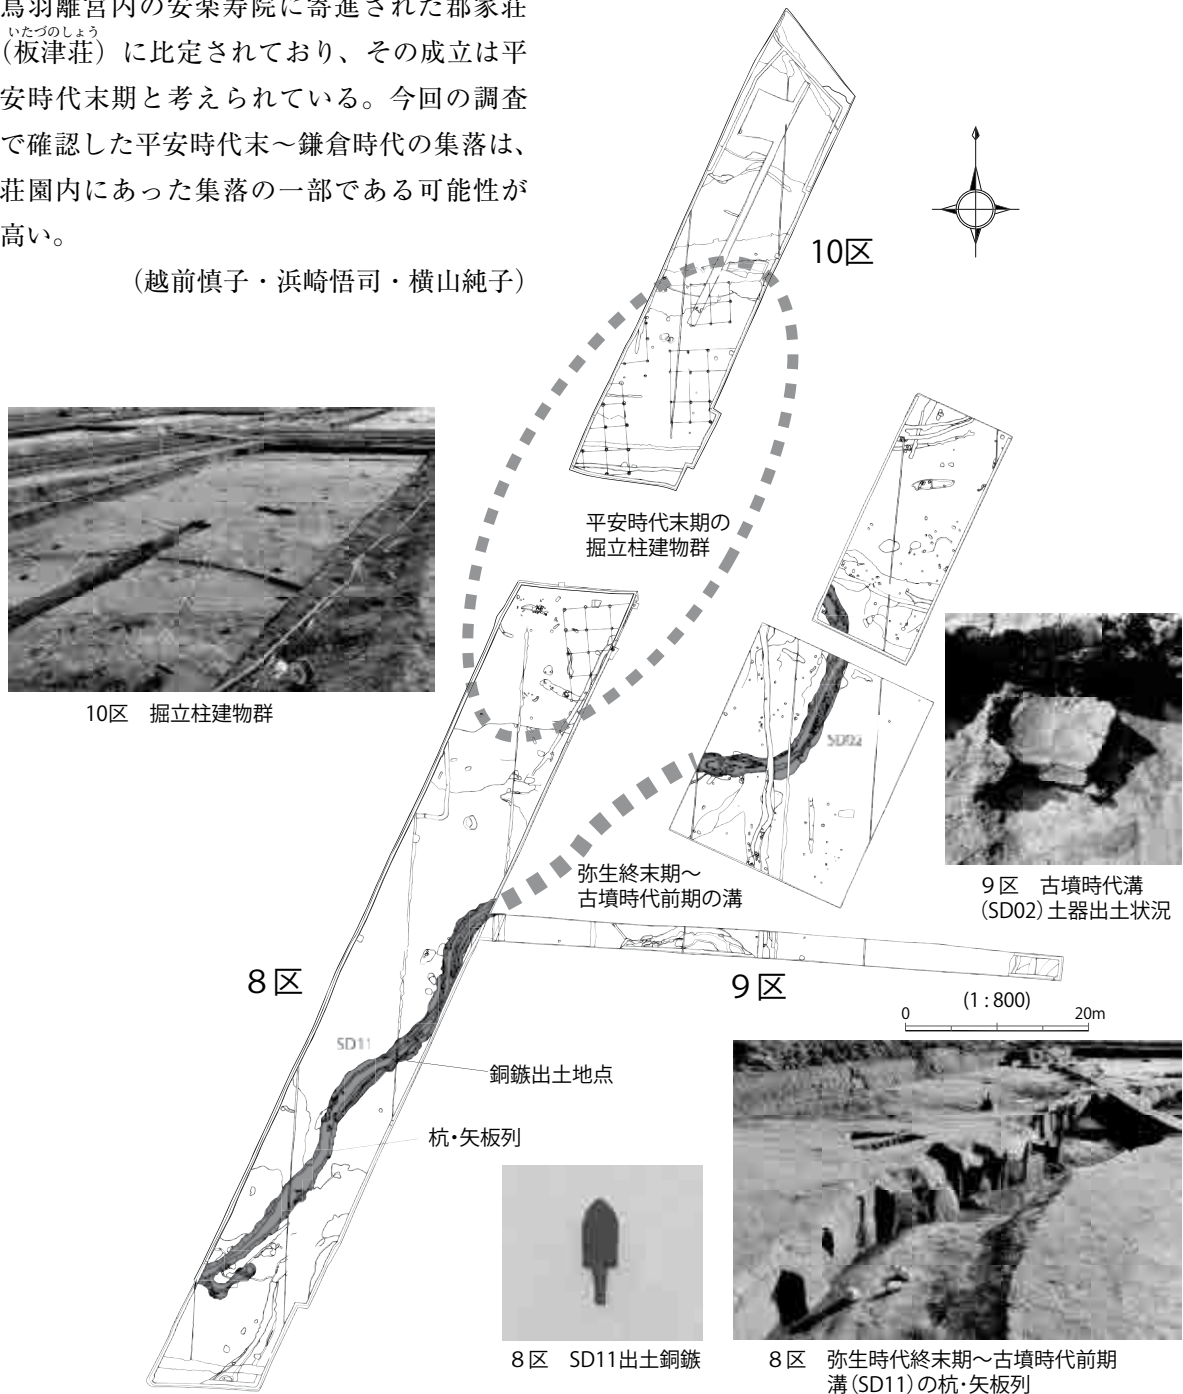 鳥羽離宮内の安楽寿院に寄進された郡家荘
いたづのしょう
（板津荘）に比定されており、その成立は平
安時代末期と考えられている。今回の調査
で確認した平安時代末～鎌倉時代の集落は、
荘園内にあった集落の一部である可能性が
高い。
（越前慎子・浜崎悟司・横山純子）
10区
平安時代末期の
掘立柱建物群
10区　掘立柱建物群
SD02
弥生終末期～
古墳時代前期の溝
９区　古墳時代溝
（SD02）土器出土状況
８区
９区
(1：800)
0　20m
SD11
銅鏃出土地点
杭・矢板列
８区　SD11出土銅鏃
８区　弥生時代終末期～古墳時代前期
溝（SD11）の杭・矢板列